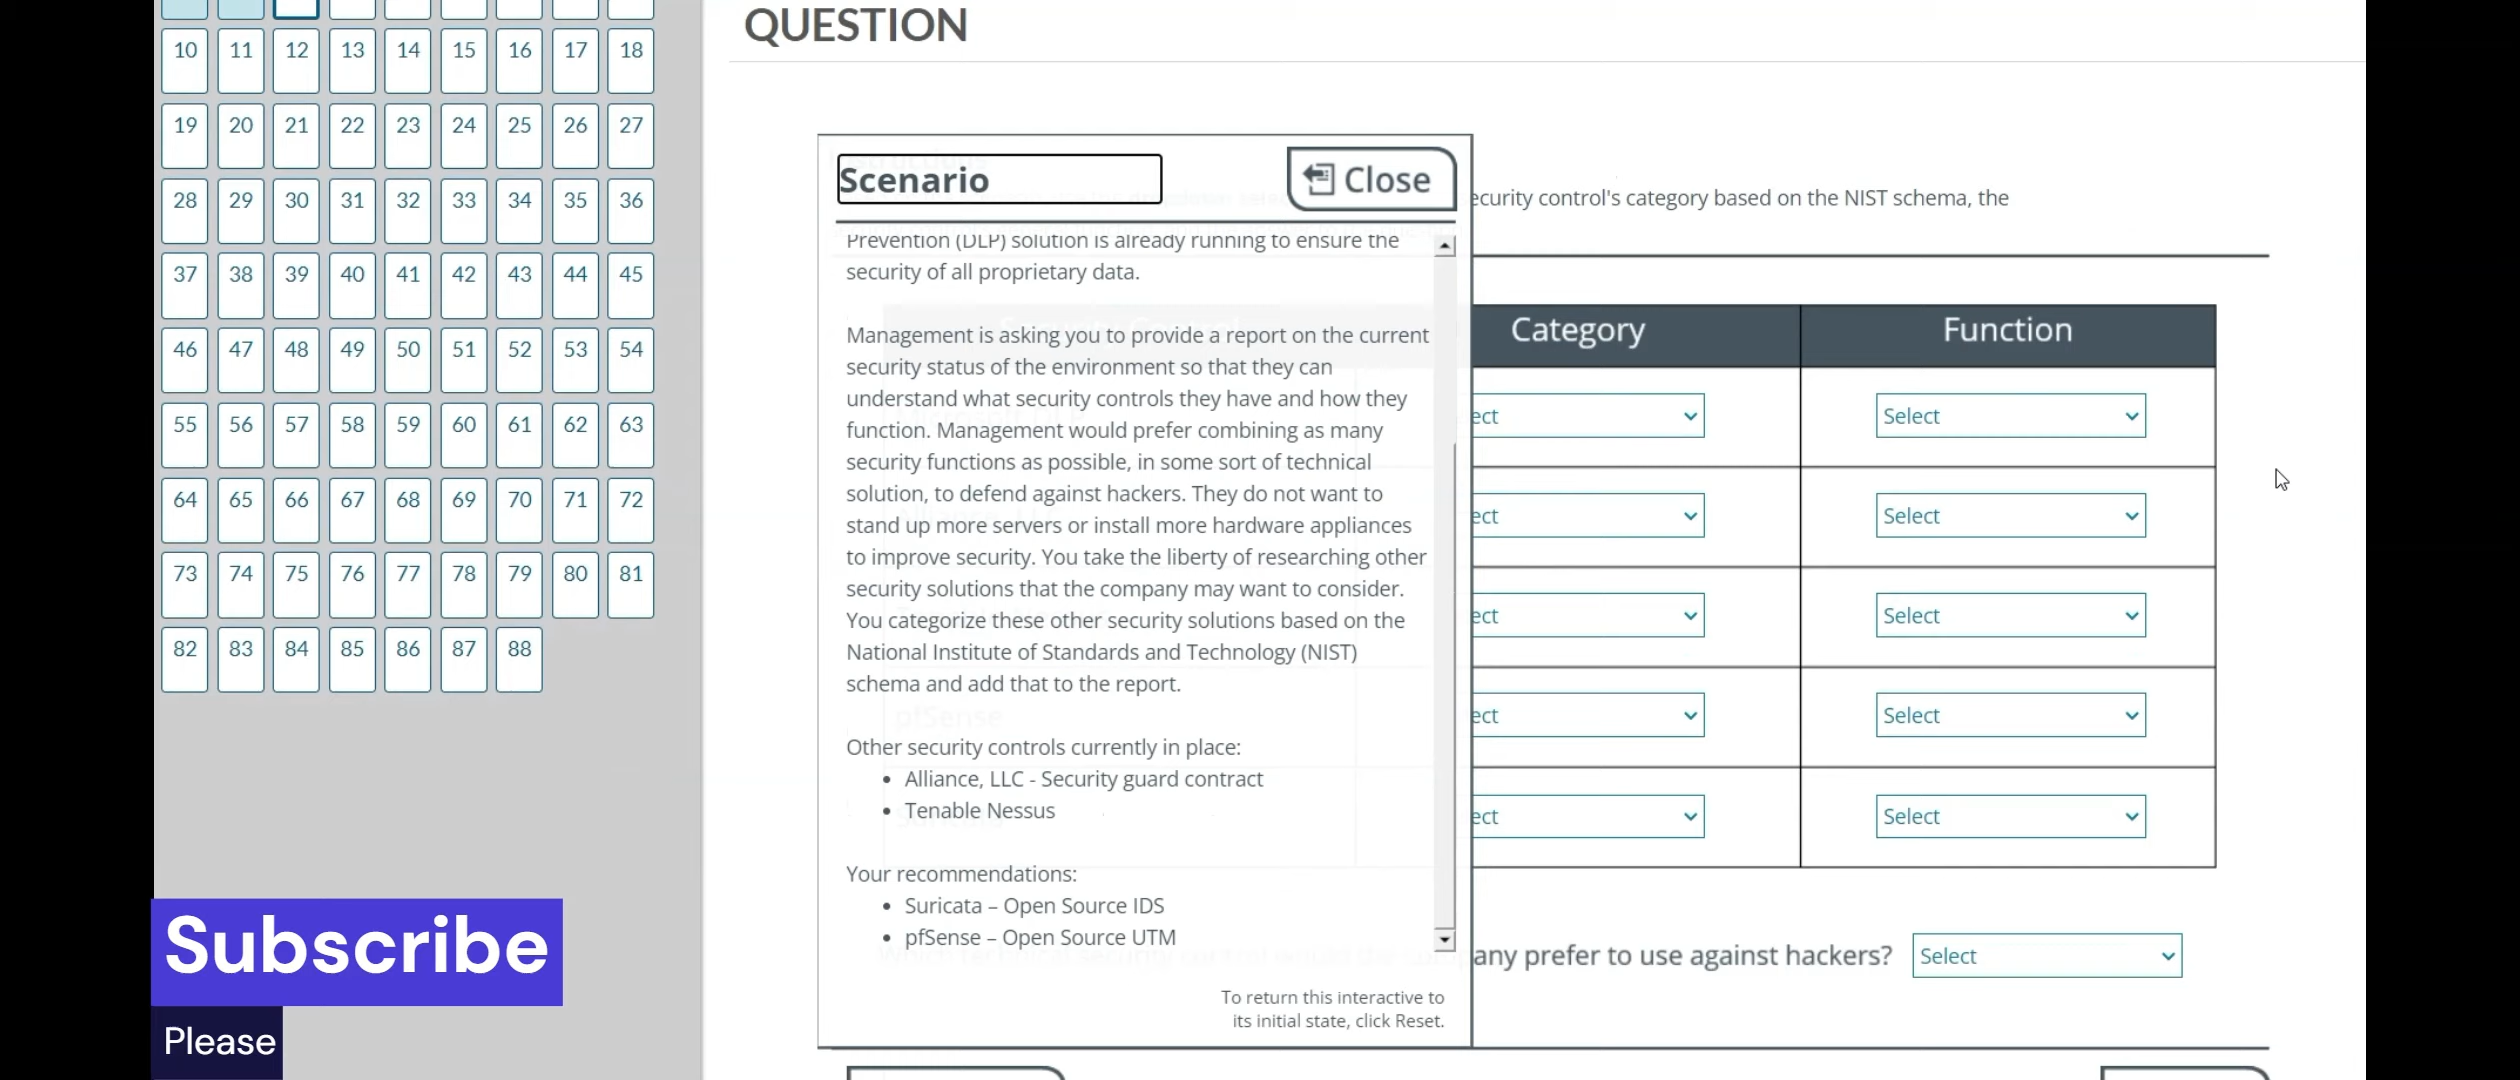 QUESTION
10 11 12 13 14 15 16 17 18
19 20 21 22 23 24 25 26 27
28 29 30 31 32 33 34 35 36
37 38 39 40 41 42 43 44 45
46 47 48 49 50 51 52 53 54
55 56 57 58 59 60 61 62 63
64 65 66 67 68 69 70 71 72
73 74 75 76 77 78 79 80 81
82 83 84 85 86 87 88
Scenario
Close
Prevention (DLP) solution is already running to ensure the
security of all proprietary data.
Management is asking you to provide a report on the current
security status of the environment so that they can
understand what security controls they have and how they
function. Management would prefer combining as many
security functions as possible, in some sort of technical
solution, to defend against hackers. They do not want to
stand up more servers or install more hardware appliances
to improve security. You take the liberty of researching other
security solutions that the company may want to consider.
You categorize these other security solutions based on the
National Institute of Standards and Technology (NIST)
schema and add that to the report.
Other security controls currently in place:
• Alliance, LLC - Security guard contract
• Tenable Nessus
Your recommendations:
• Suricata – Open Source IDS
• pfSense – Open Source UTM
To return this interactive to
its initial state, click Reset.
ecurity control's category based on the NIST schema, the
Category Function
ect Select
ect Select
ect Select
ect Select
ect Select
any prefer to use against hackers? Select
Subscribe
Please